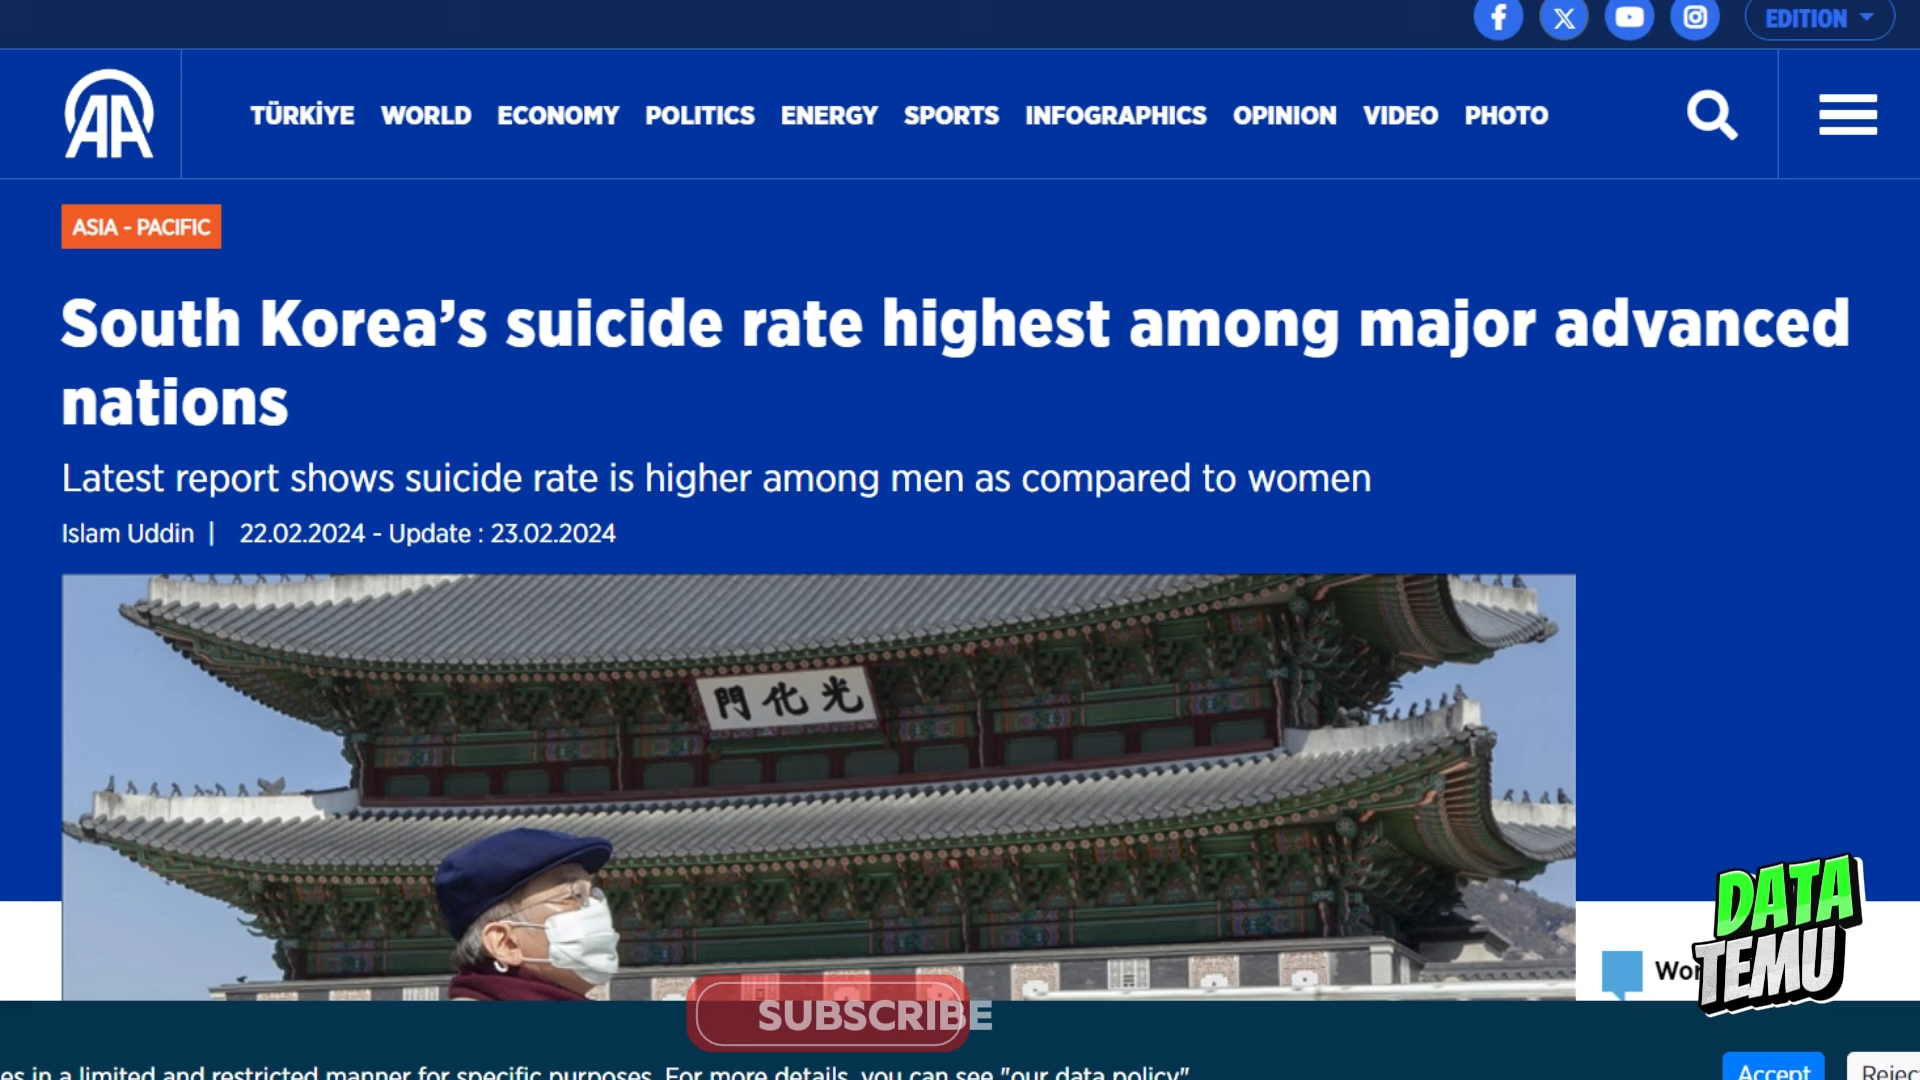 EDITION
AA
TÜRKİYE WORLD ECONOMY POLITICS ENERGY SPORTS INFOGRAPHICS OPINION VIDEO PHOTO
ASIA - PACIFIC
South Korea’s suicide rate highest among major advanced
nations
Latest report shows suicide rate is higher among men as compared to women
Islam Uddin | 22.02.2024 - Update : 23.02.2024
門化光
DATA
TEMU
SUBSCRIBE
in a limited and restricted manner for specific purposes. For more details, you can see "our data policy"
Accept